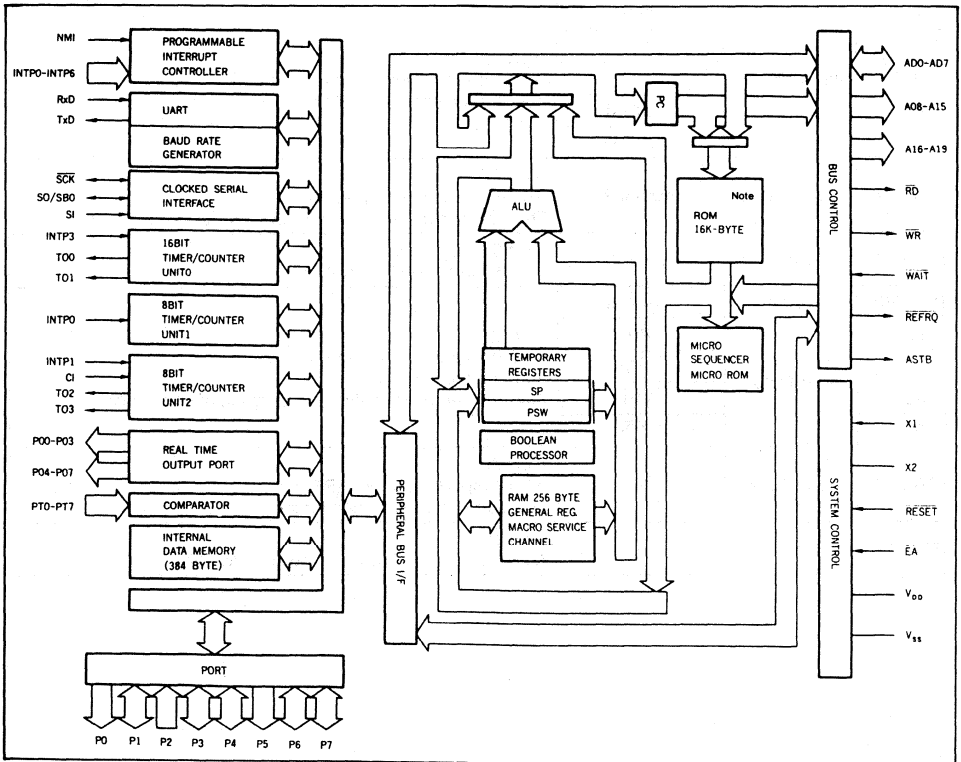 NMI
INTP0-INTP6
PROGRAMMABLE
INTERRUPT
CONTROLLER
RxD
TxD
UART
BAUD RATE
GENERATOR
SCK
SO/SB0
SI
CLOCKED SERIAL
INTERFACE
INTP3
TO0
TO1
16BIT
TIMER/COUNTER
UNIT0
INTP0
8BIT
TIMER/COUNTER
UNIT1
INTP1
CI
TO2
TO3
8BIT
TIMER/COUNTER
UNIT2
P00-P03
P04-P07
REAL TIME
OUTPUT PORT
PT0-PT7
COMPARATOR
INTERNAL
DATA MEMORY
(384 BYTE)
PORT
P0 P1 P2 P3 P4 P5 P6 P7
PERIPHERAL BUS I/F
ALU
TEMPORARY
REGISTERS
SP
PSW
BOOLEAN
PROCESSOR
RAM 256 BYTE
GENERAL REG.
MACRO SERVICE
CHANNEL
PC
Note
ROM
16K-BYTE
MICRO
SEQUENCER
MICRO ROM
BUS CONTROL
AD0-AD7
A08-A15
A16-A19
RD
WR
WAIT
REFRQ
ASTB
SYSTEM CONTROL
X1
X2
RESET
EA
VDD
VSS